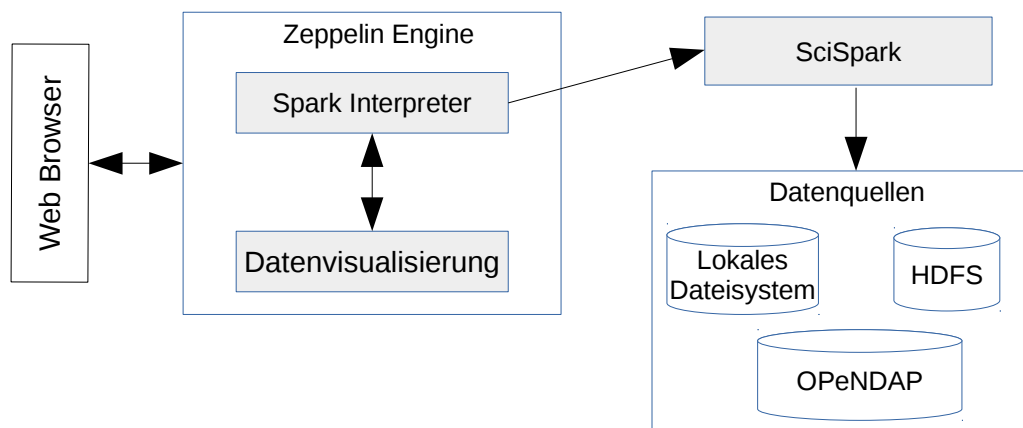 Web Browser
Zeppelin Engine
Spark Interpreter
Datenvisualisierung
SciSpark
Datenquellen
Lokales
Dateisystem
HDFS
OPeNDAP